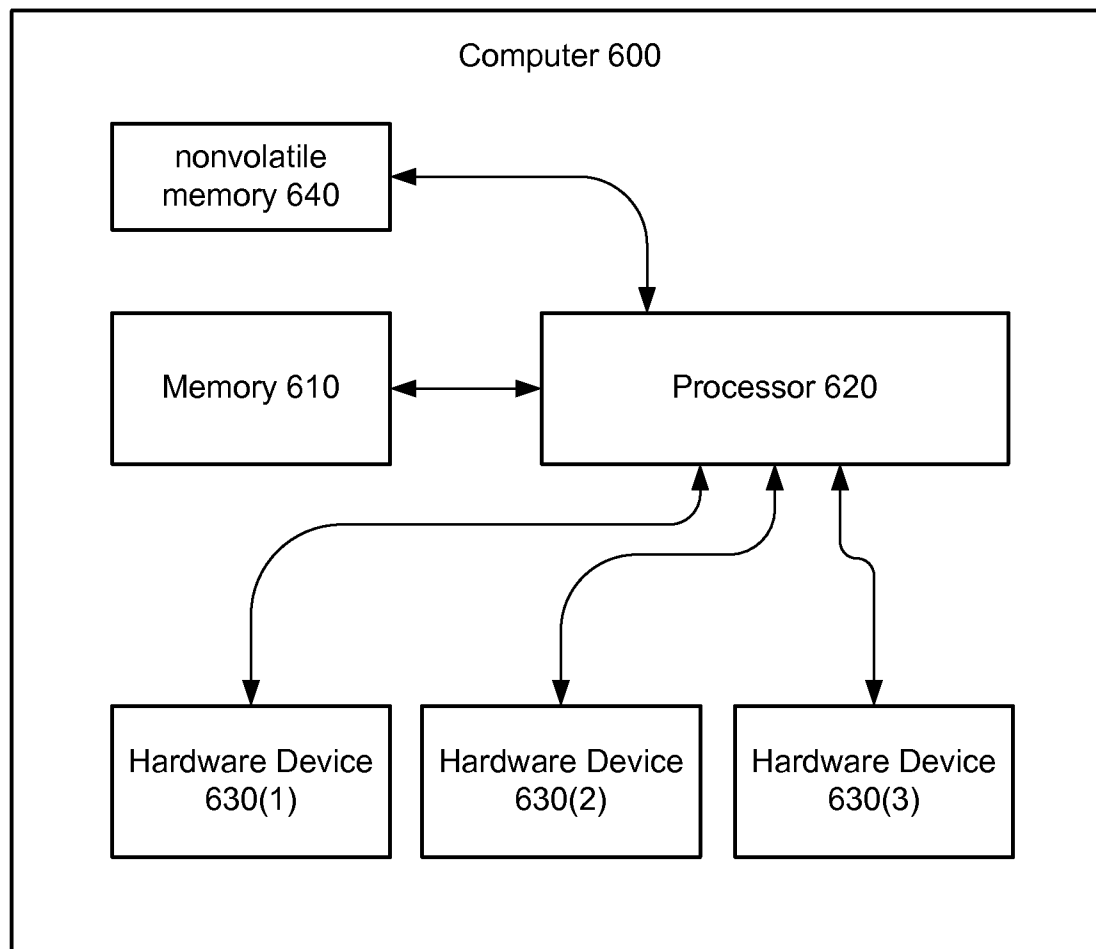 Computer 600
nonvolatile
memory 640
Memory 610
Processor 620
Hardware Device
630(1)
Hardware Device
630(2)
Hardware Device
630(3)